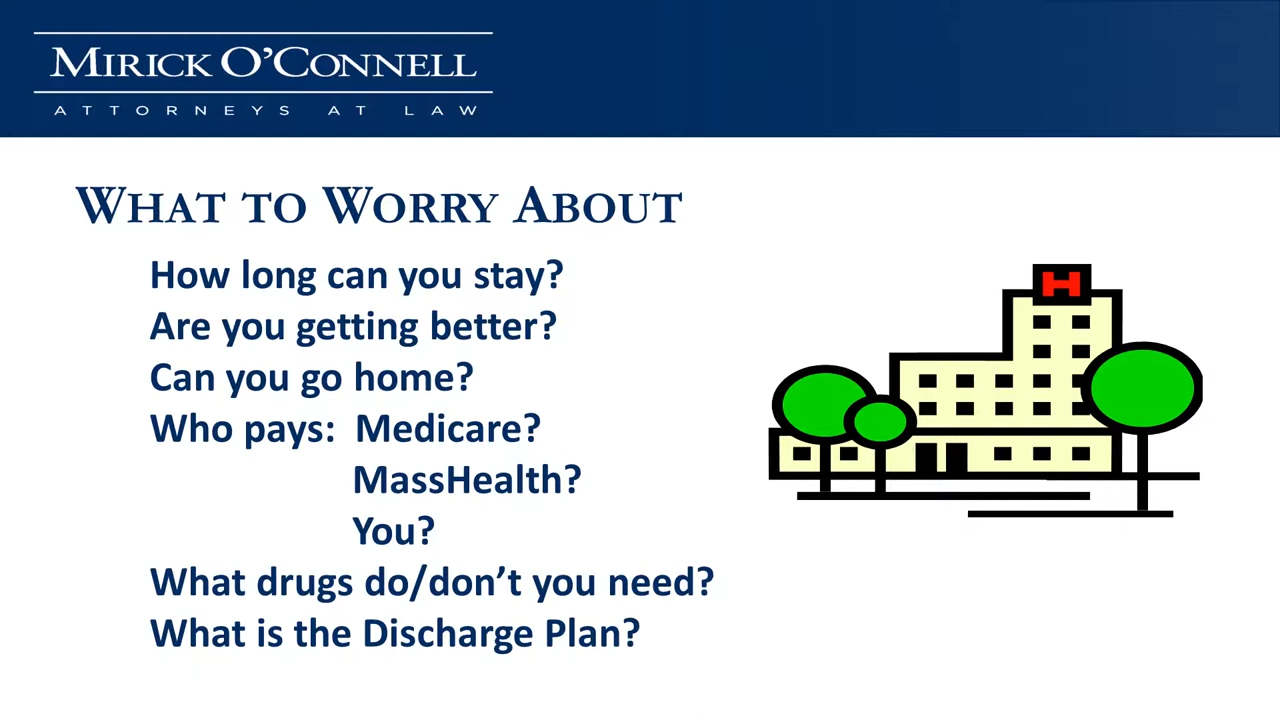 MIRICK O'CONNELL
ATTORNEYS AT LAW
WHAT TO WORRY ABOUT
How long can you stay?
Are you getting better?
Can you go home?
Who pays: Medicare?
MassHealth?
You?
What drugs do/don't you need?
What is the Discharge Plan?
H